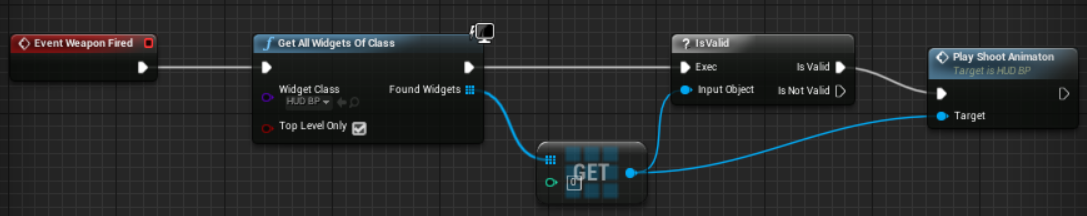 Event Weapon Fired
f Get All Widgets Of Class
Widget Class
HUD BP
Found Widgets
Top Level Only
GET
0
? IsValid
Exec
Is Valid
Input Object
Is Not Valid
Play Shoot Animaton
Target is HUD BP
Target